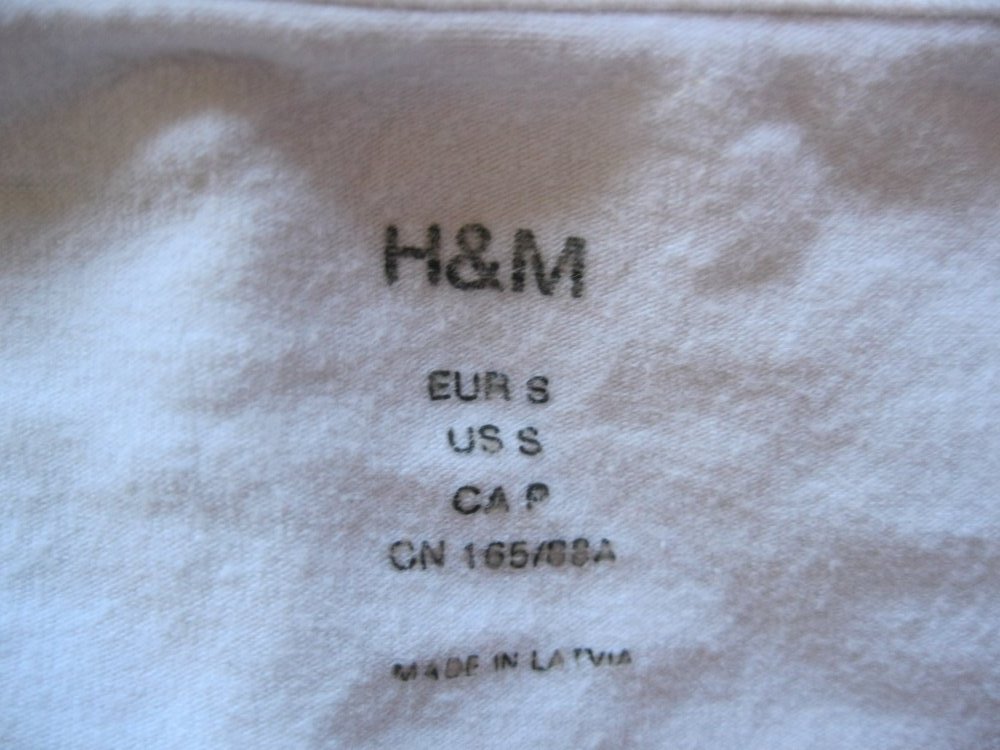 H&M
EUR S
US S
CA P
CN 165/88A
MADE IN LATVIA